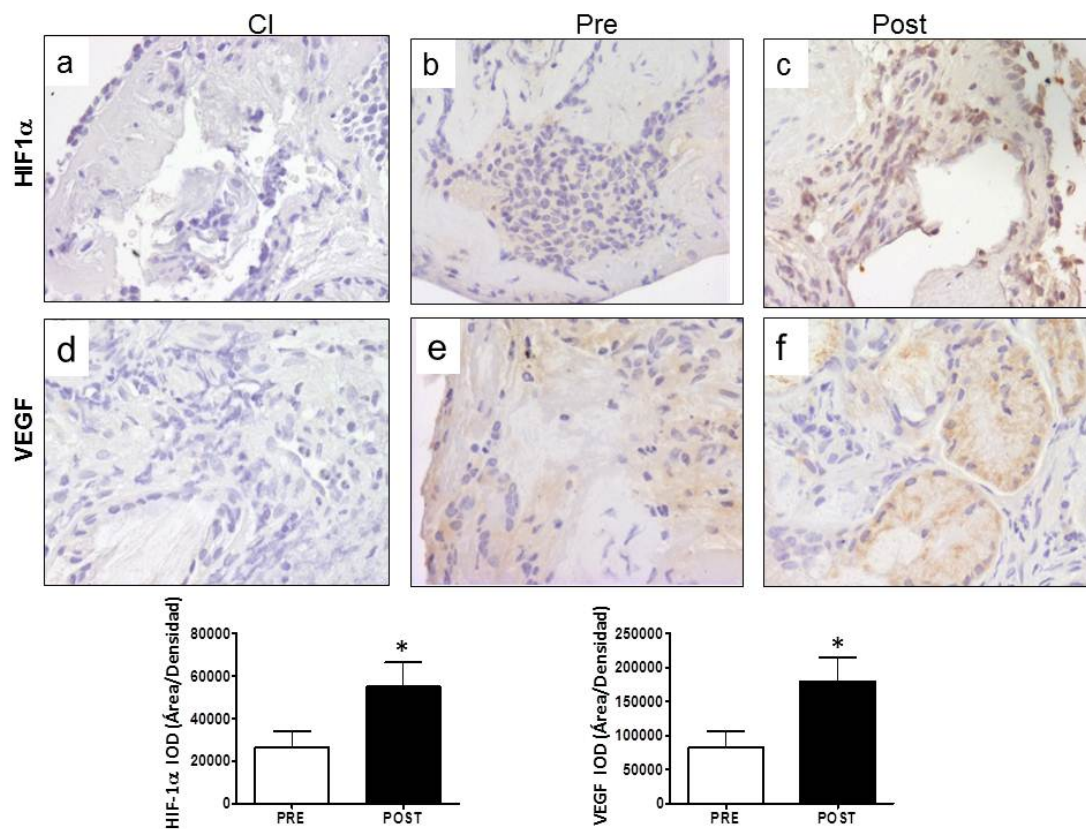 CI Pre Post
HIF1α
a b c
VEGF
d e f
HIF-1α IOD (Área/Densidad)
80000
60000
40000
20000
0
*
PRE POST
VEGF IOD (Área/Densidad)
250000
200000
150000
100000
50000
0
*
PRE POST